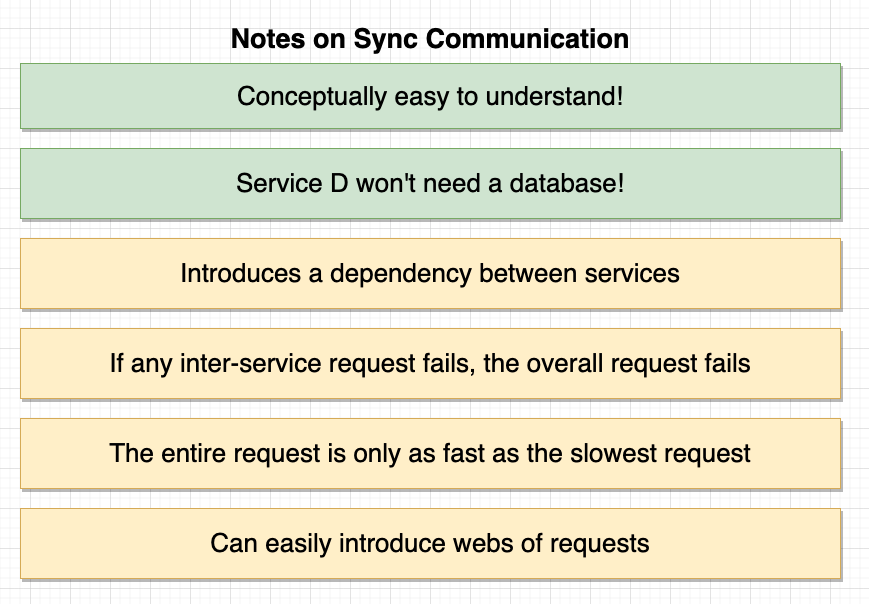 Notes on Sync Communication
Conceptually easy to understand!
Service D won't need a database!
Introduces a dependency between services
If any inter-service request fails, the overall request fails
The entire request is only as fast as the slowest request
Can easily introduce webs of requests